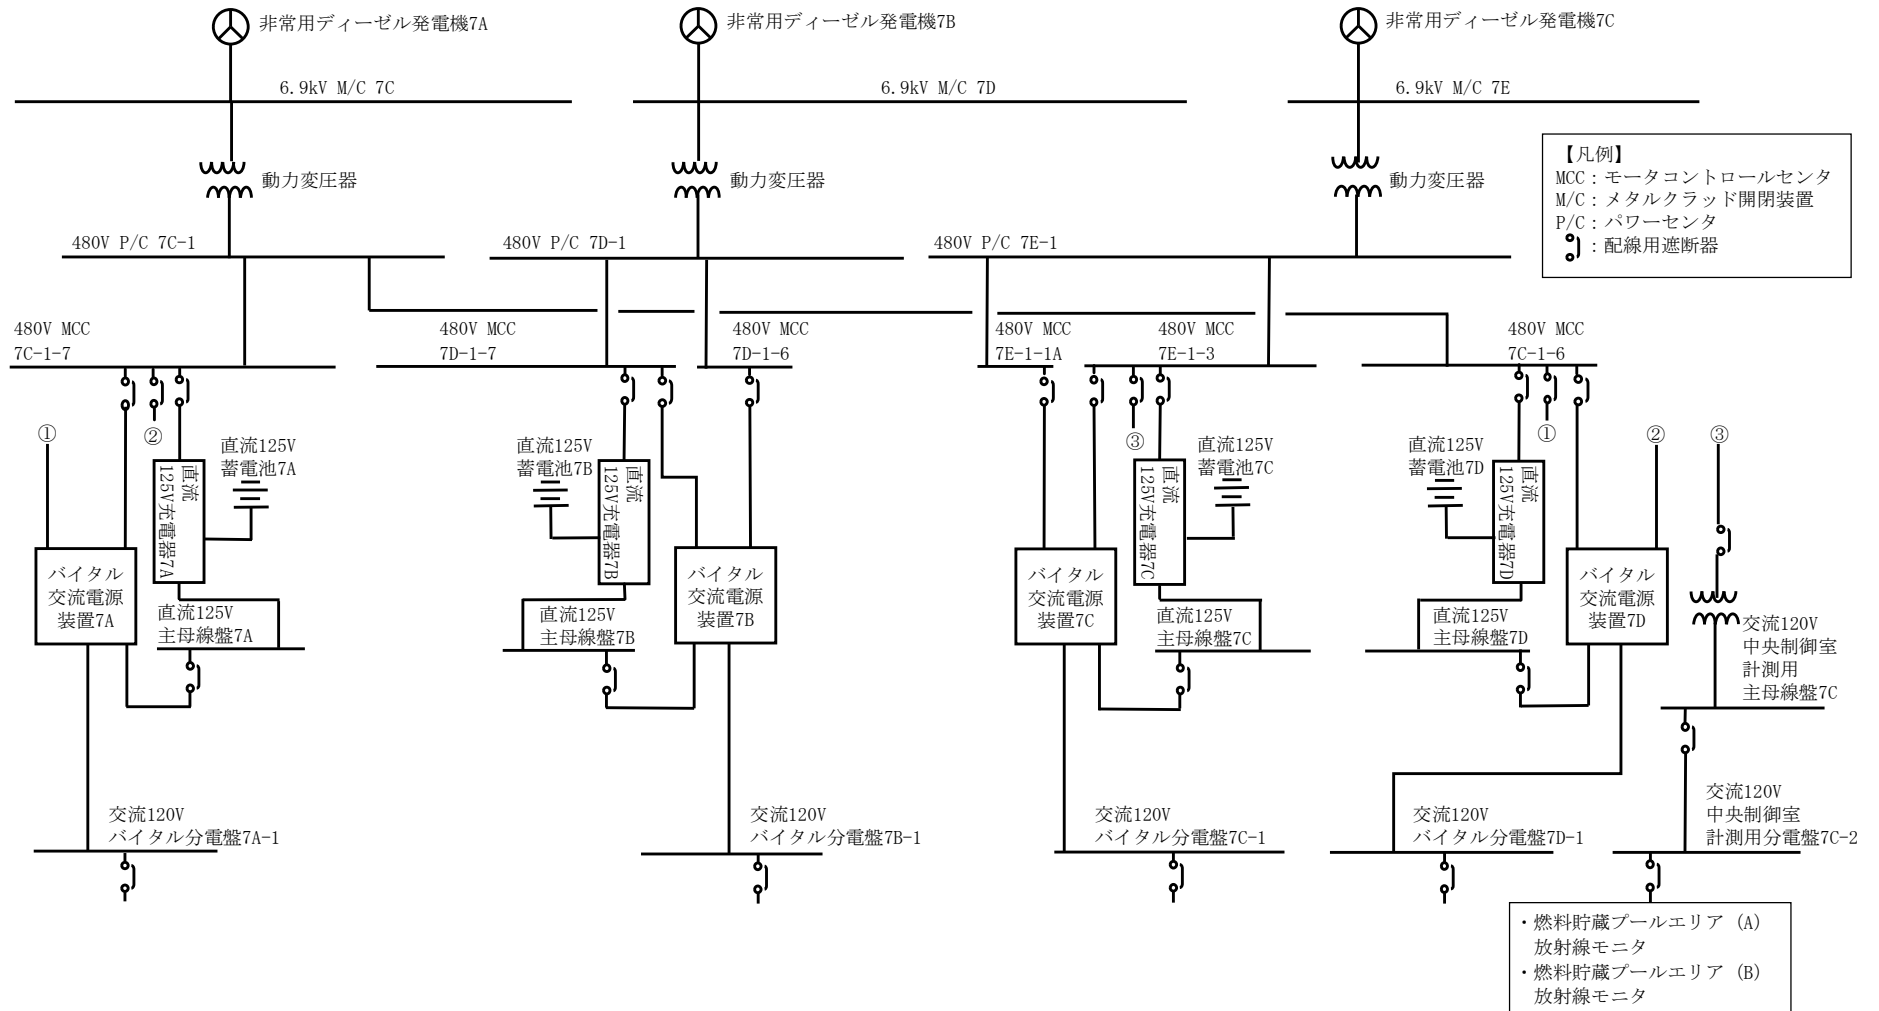 非常用ディーゼル発電機7A
非常用ディーゼル発電機7B
非常用ディーゼル発電機7C
6.9kV M/C 7C
6.9kV M/C 7D
6.9kV M/C 7E
動力変圧器
動力変圧器
動力変圧器
【凡例】
MCC：モータコントロールセンタ
M/C：メタルクラッド開閉装置
P/C：パワーセンタ
：配線用遮断器
480V P/C 7C-1
480V P/C 7D-1
480V P/C 7E-1
480V MCC
7C-1-7
480V MCC
7D-1-7
480V MCC
7D-1-6
480V MCC
7E-1-1A
480V MCC
7E-1-3
480V MCC
7C-1-6
①
②
③
①
②
③
直流125V
蓄電池7A
直流
125V充電器7A
直流125V
蓄電池7B
直流
125V充電器7B
直流125V
蓄電池7C
直流
125V充電器7C
直流125V
蓄電池7D
直流
125V充電器7D
バイタル
交流電源
装置7A
直流125V
主母線盤7A
直流125V
主母線盤7B
バイタル
交流電源
装置7B
バイタル
交流電源
装置7C
直流125V
主母線盤7C
直流125V
主母線盤7D
バイタル
交流電源
装置7D
交流120V
中央制御室
計測用
主母線盤7C
交流120V
バイタル分電盤7A-1
交流120V
バイタル分電盤7B-1
交流120V
バイタル分電盤7C-1
交流120V
バイタル分電盤7D-1
交流120V
中央制御室
計測用分電盤7C-2
・燃料貯蔵プールエリア (A)
放射線モニタ
・燃料貯蔵プールエリア (B)
放射線モニタ